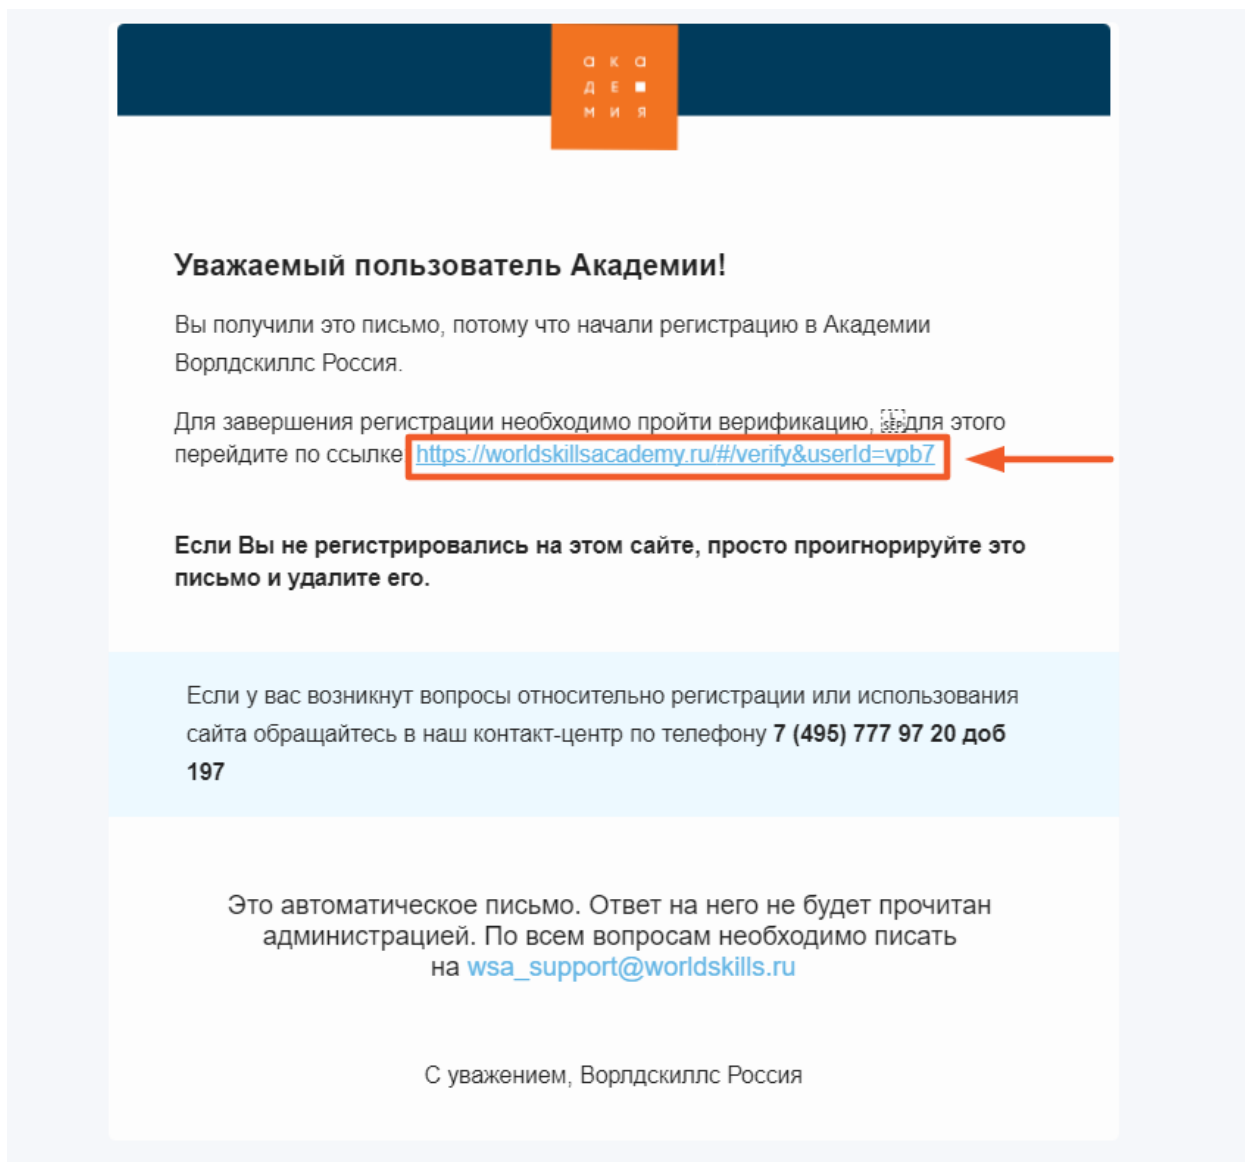 ака
де
мия
Уважаемый пользователь Академии!
Вы получили это письмо, потому что начали регистрацию в Академии
Ворлдскиллс Россия.
Для завершения регистрации необходимо пройти верификацию, L SEP для этого
перейдите по ссылке https://worldskillsacademy.ru/#/verify&userId=vpb7
Если Вы не регистрировались на этом сайте, просто проигнорируйте это
письмо и удалите его.
Если у вас возникнут вопросы относительно регистрации или использования
сайта обращайтесь в наш контакт-центр по телефону 7 (495) 777 97 20 доб
197
Это автоматическое письмо. Ответ на него не будет прочитан
администрацией. По всем вопросам необходимо писать
на wsa_support@worldskills.ru
С уважением, Ворлдскиллс Россия